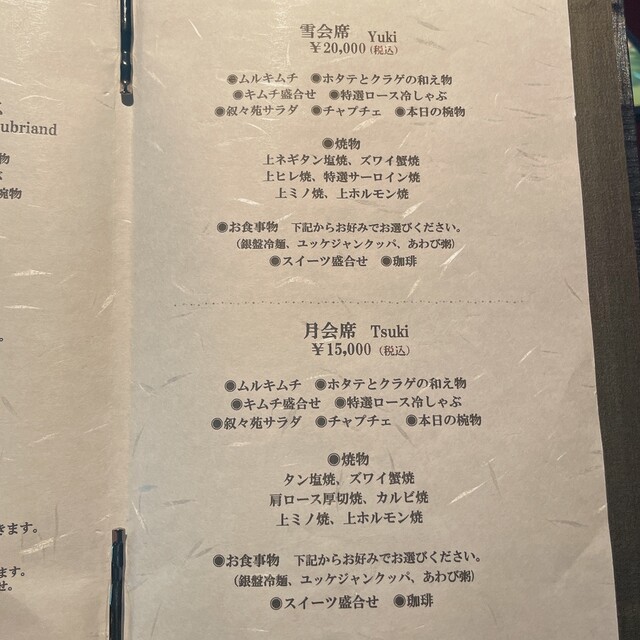 雪会席 Yuki
￥20,000(税込)
◉ムルキムチ ◉ホタテとクラゲの和え物
◉キムチ盛合せ ◉特選ロース冷しゃぶ
◉叙々苑サラダ ◉チャプチェ ◉本日の椀物
◉焼物
上ネギタン塩焼、ズワイ蟹焼
上ヒレ焼、特選サーロイン焼
上ミノ焼、上ホルモン焼
◉お食事物 下記からお好みでお選びください。
(銀盤冷麺、ユッケジャンクッパ、あわび粥)
◉スイーツ盛合せ ◉珈琲
月会席 Tsuki
￥15,000(税込)
◉ムルキムチ ◉ホタテとクラゲの和え物
◉キムチ盛合せ ◉特選ロース冷しゃぶ
◉叙々苑サラダ ◉チャプチェ ◉本日の椀物
◉焼物
タン塩焼、ズワイ蟹焼
肩ロース厚切焼、カルビ焼
上ミノ焼、上ホルモン焼
◉お食事物 下記からお好みでお選びください。
(銀盤冷麺、ユッケジャンクッパ、あわび粥)
◉スイーツ盛合せ ◉珈琲
ubriand
物
椀物
きます。
ます。
せ。